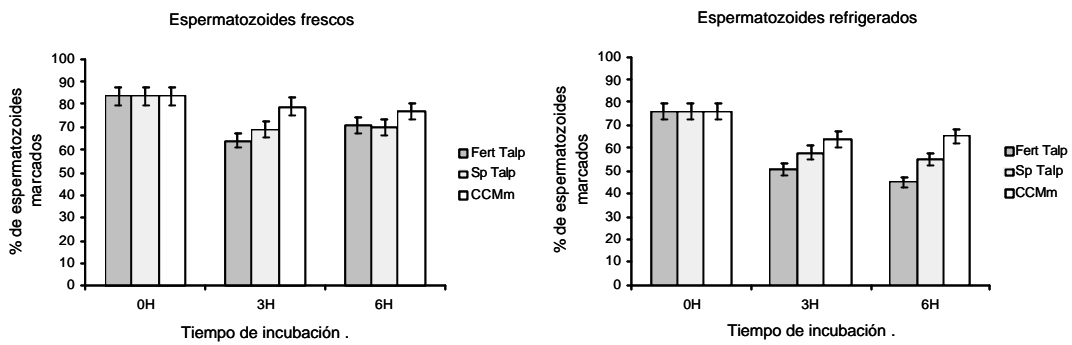 Espermatozoides frescos
% de espermatozoides
marcados
100
90
80
70
60
50
40
30
20
10
0
0H 3H 6H
Tiempo de incubación .
Fert Talp
Sp Talp
CCMm
Espermatozoides refrigerados
% de espermatozoides
marcados
100
90
80
70
60
50
40
30
20
10
0
0H 3H 6H
Tiempo de incubación .
Fert Talp
Sp Talp
CCMm